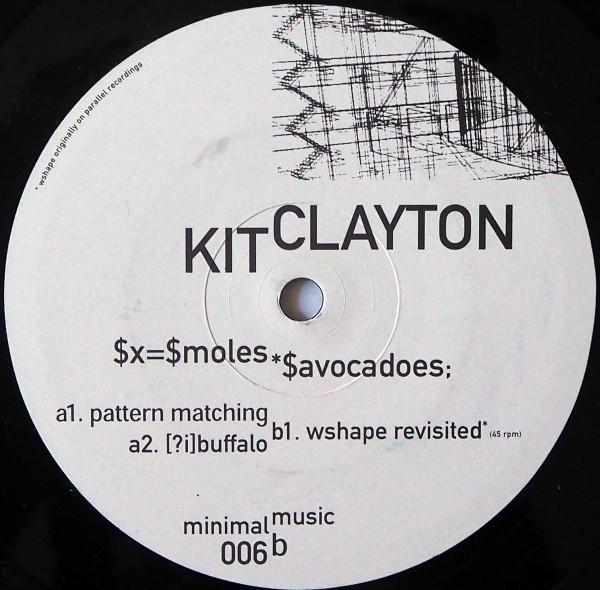 * wshape originally on parallel recordings
KIT CLAYTON
$x=$moles*$avocadoes;
a1. pattern matching
a2. [?i]buffalo
b1. wshape revisited* (45 rpm)
minimal music
006 b